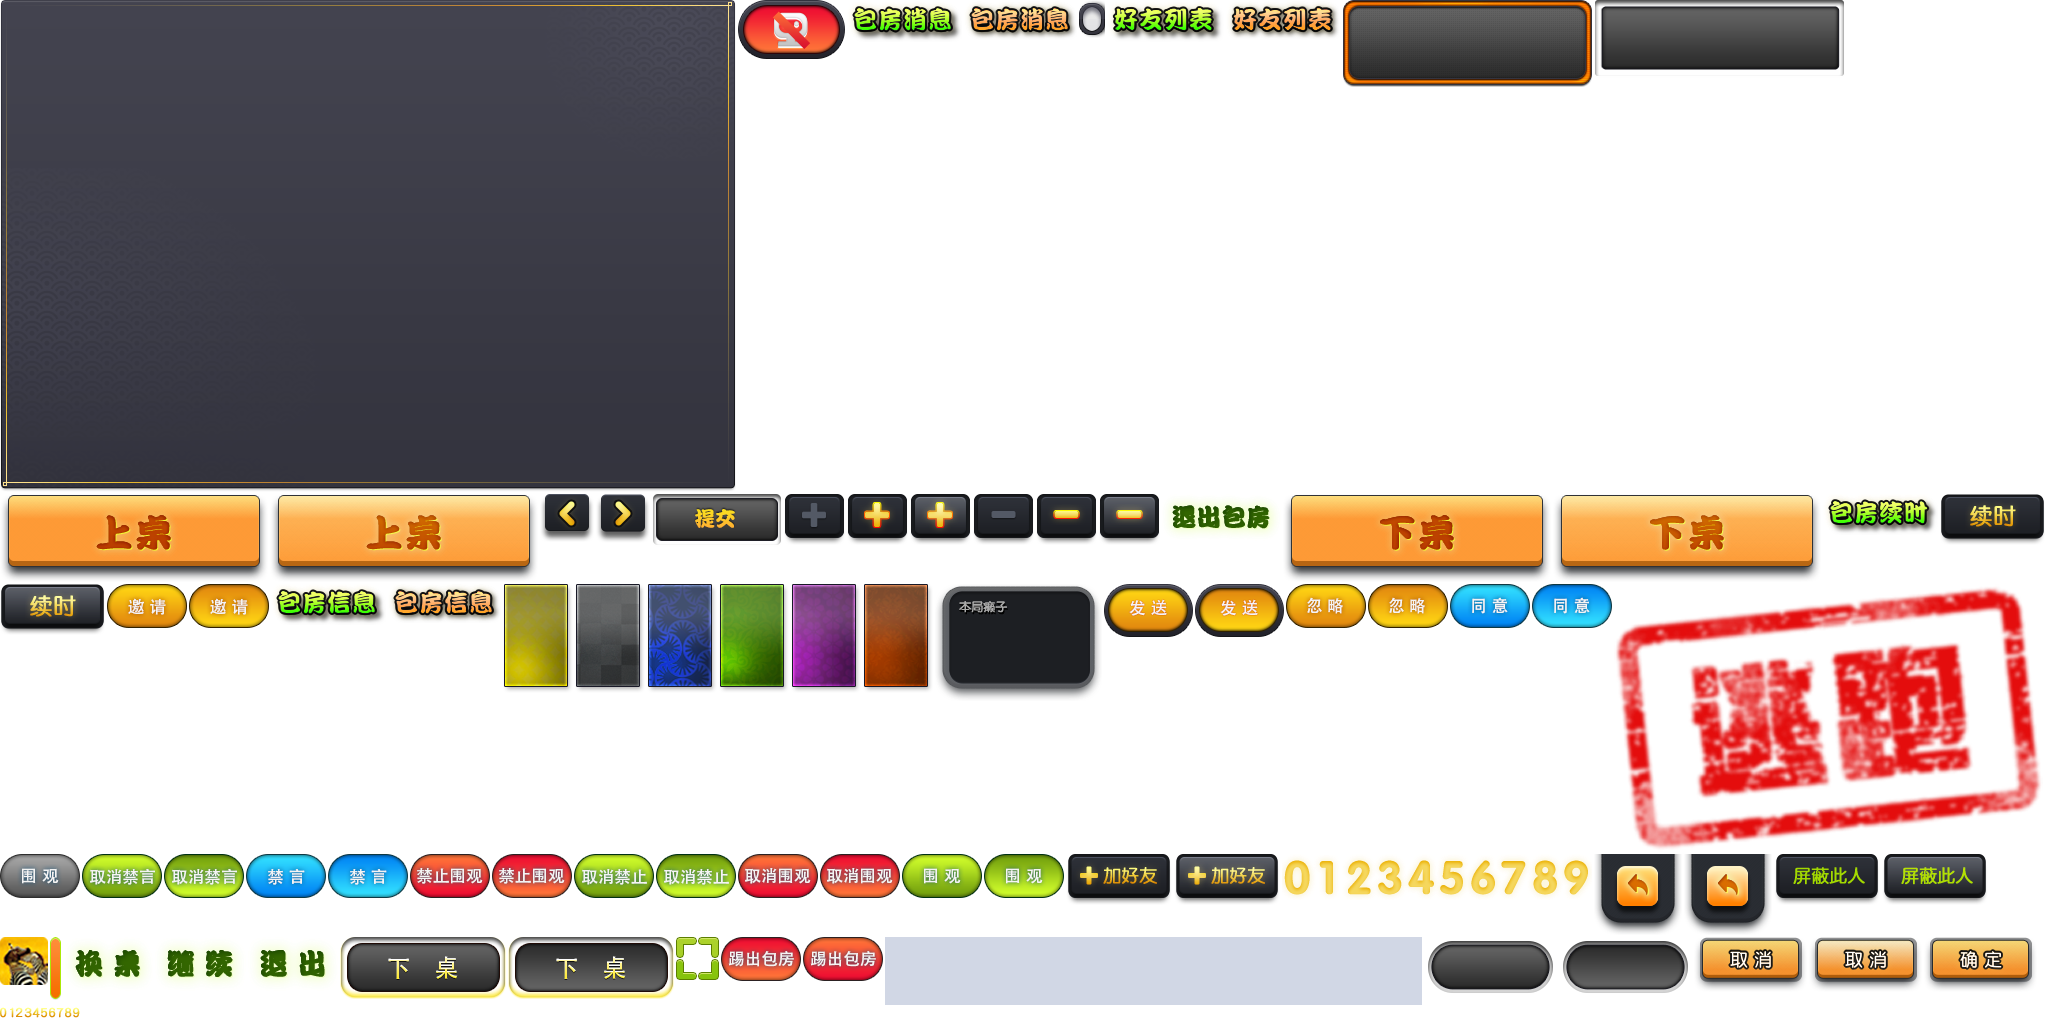 包房消息 包房消息 好友列表 好友列表
上桌 上桌 提交 退出包房 下桌 下桌 包房续时 续时
续时 邀请 邀请 包房信息 包房信息 本局癞子 发送 发送 忽略 忽略 同意 同意
逃跑
围观 取消禁言 取消禁言 禁言 禁言 禁止围观 禁止围观 取消禁止 取消禁止 取消围观 取消围观 围观 围观 加好友 加好友 0123456789 屏蔽此人 屏蔽此人
换桌 继续 退出 下桌 下桌 踢出包房 踢出包房 取消 取消 确定
0123456789